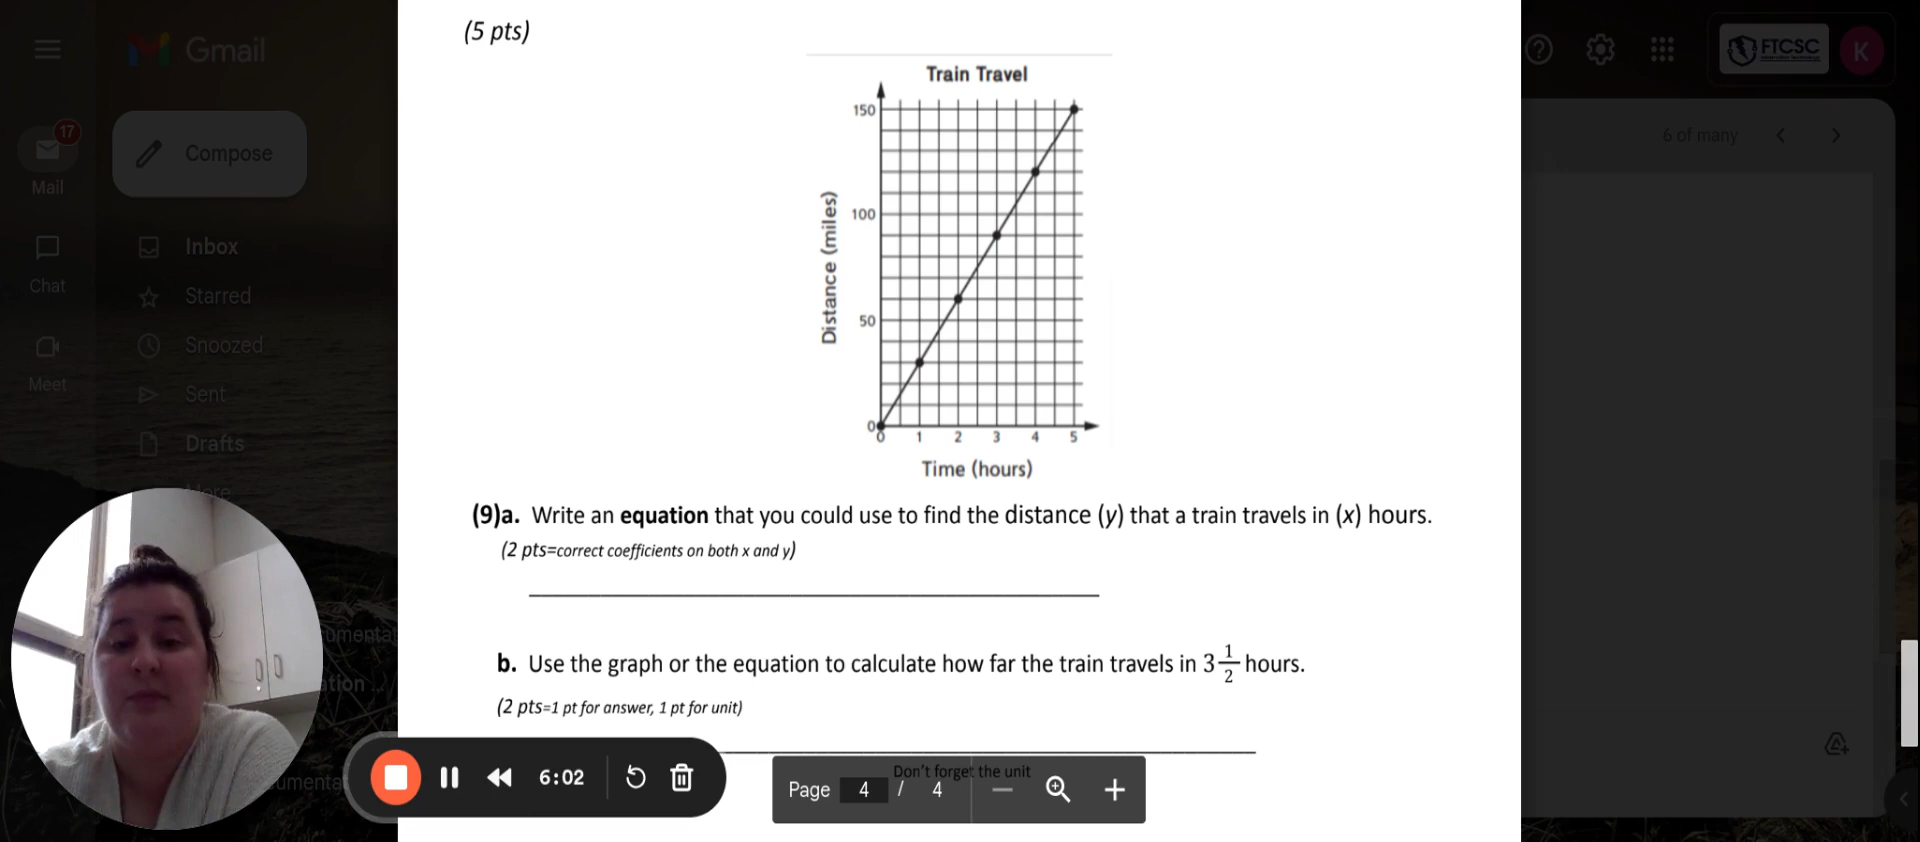 (5 pts)
Gmail
FTCSC
K
17
Compose
6 of many
Mail
Inbox
Chat
Starred
Snoozed
Meet
Sent
Drafts
More
Train Travel
150
100
50
0
0 1 2 3 4 5
Distance (miles)
Time (hours)
(9)a. Write an equation that you could use to find the distance (y) that a train travels in (x) hours.
(2 pts=correct coefficients on both x and y)
b. Use the graph or the equation to calculate how far the train travels in 3 1/2 hours.
(2 pts=1 pt for answer, 1 pt for unit)
Don't forget the unit
6:02
Page 4 / 4